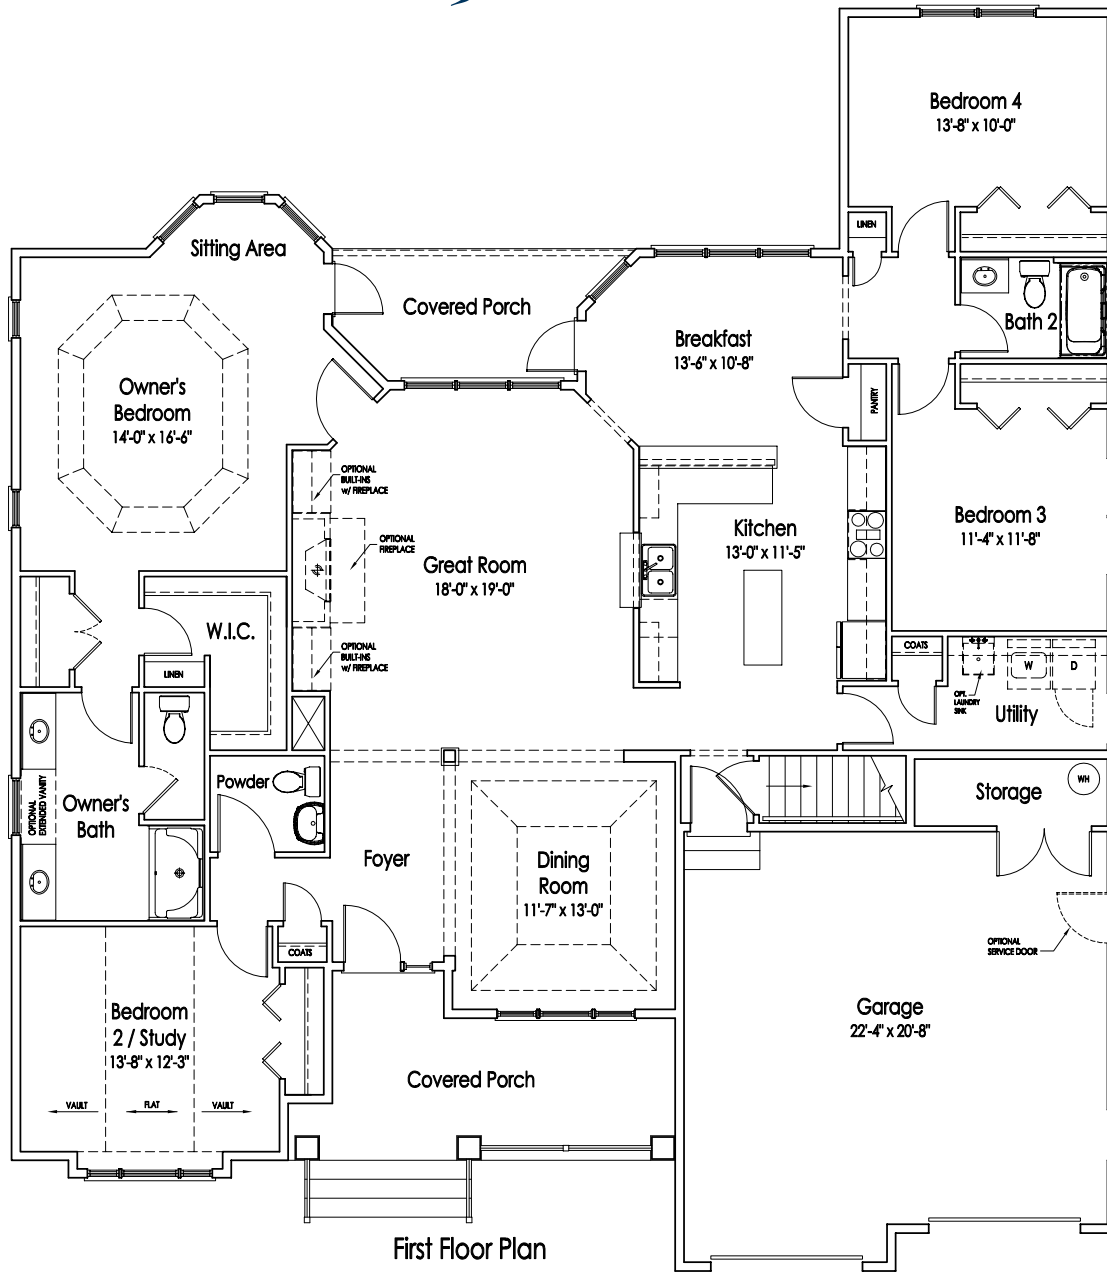 Bedroom 4
13'-8" x 10'-0"
LINEN
Sitting Area
Covered Porch
Bath 2
Breakfast
13'-6" x 10'-8"
Owner's
Bedroom
14'-0" x 16'-6"
PANTRY
OPTIONAL
BUILT-INS
w/ FIREPLACE
Bedroom 3
11'-4" x 11'-8"
Kitchen
13'-0" x 11'-5"
OPTIONAL
FIREPLACE
Great Room
18'-0" x 19'-0"
W.I.C.
OPTIONAL
BUILT-INS
w/ FIREPLACE
COATS
W
D
LINEN
OPT.
LAUNDRY
SINK
Utility
Powder
Storage
WH
OPTIONAL
EXTENDED VANITY
Owner's
Bath
Foyer
Dining
Room
11'-7" x 13'-0"
COATS
OPTIONAL
SERVICE DOOR
Bedroom
2 / Study
13'-8" x 12'-3"
Garage
22'-4" x 20'-8"
Covered Porch
VAULT
FLAT
VAULT
First Floor Plan